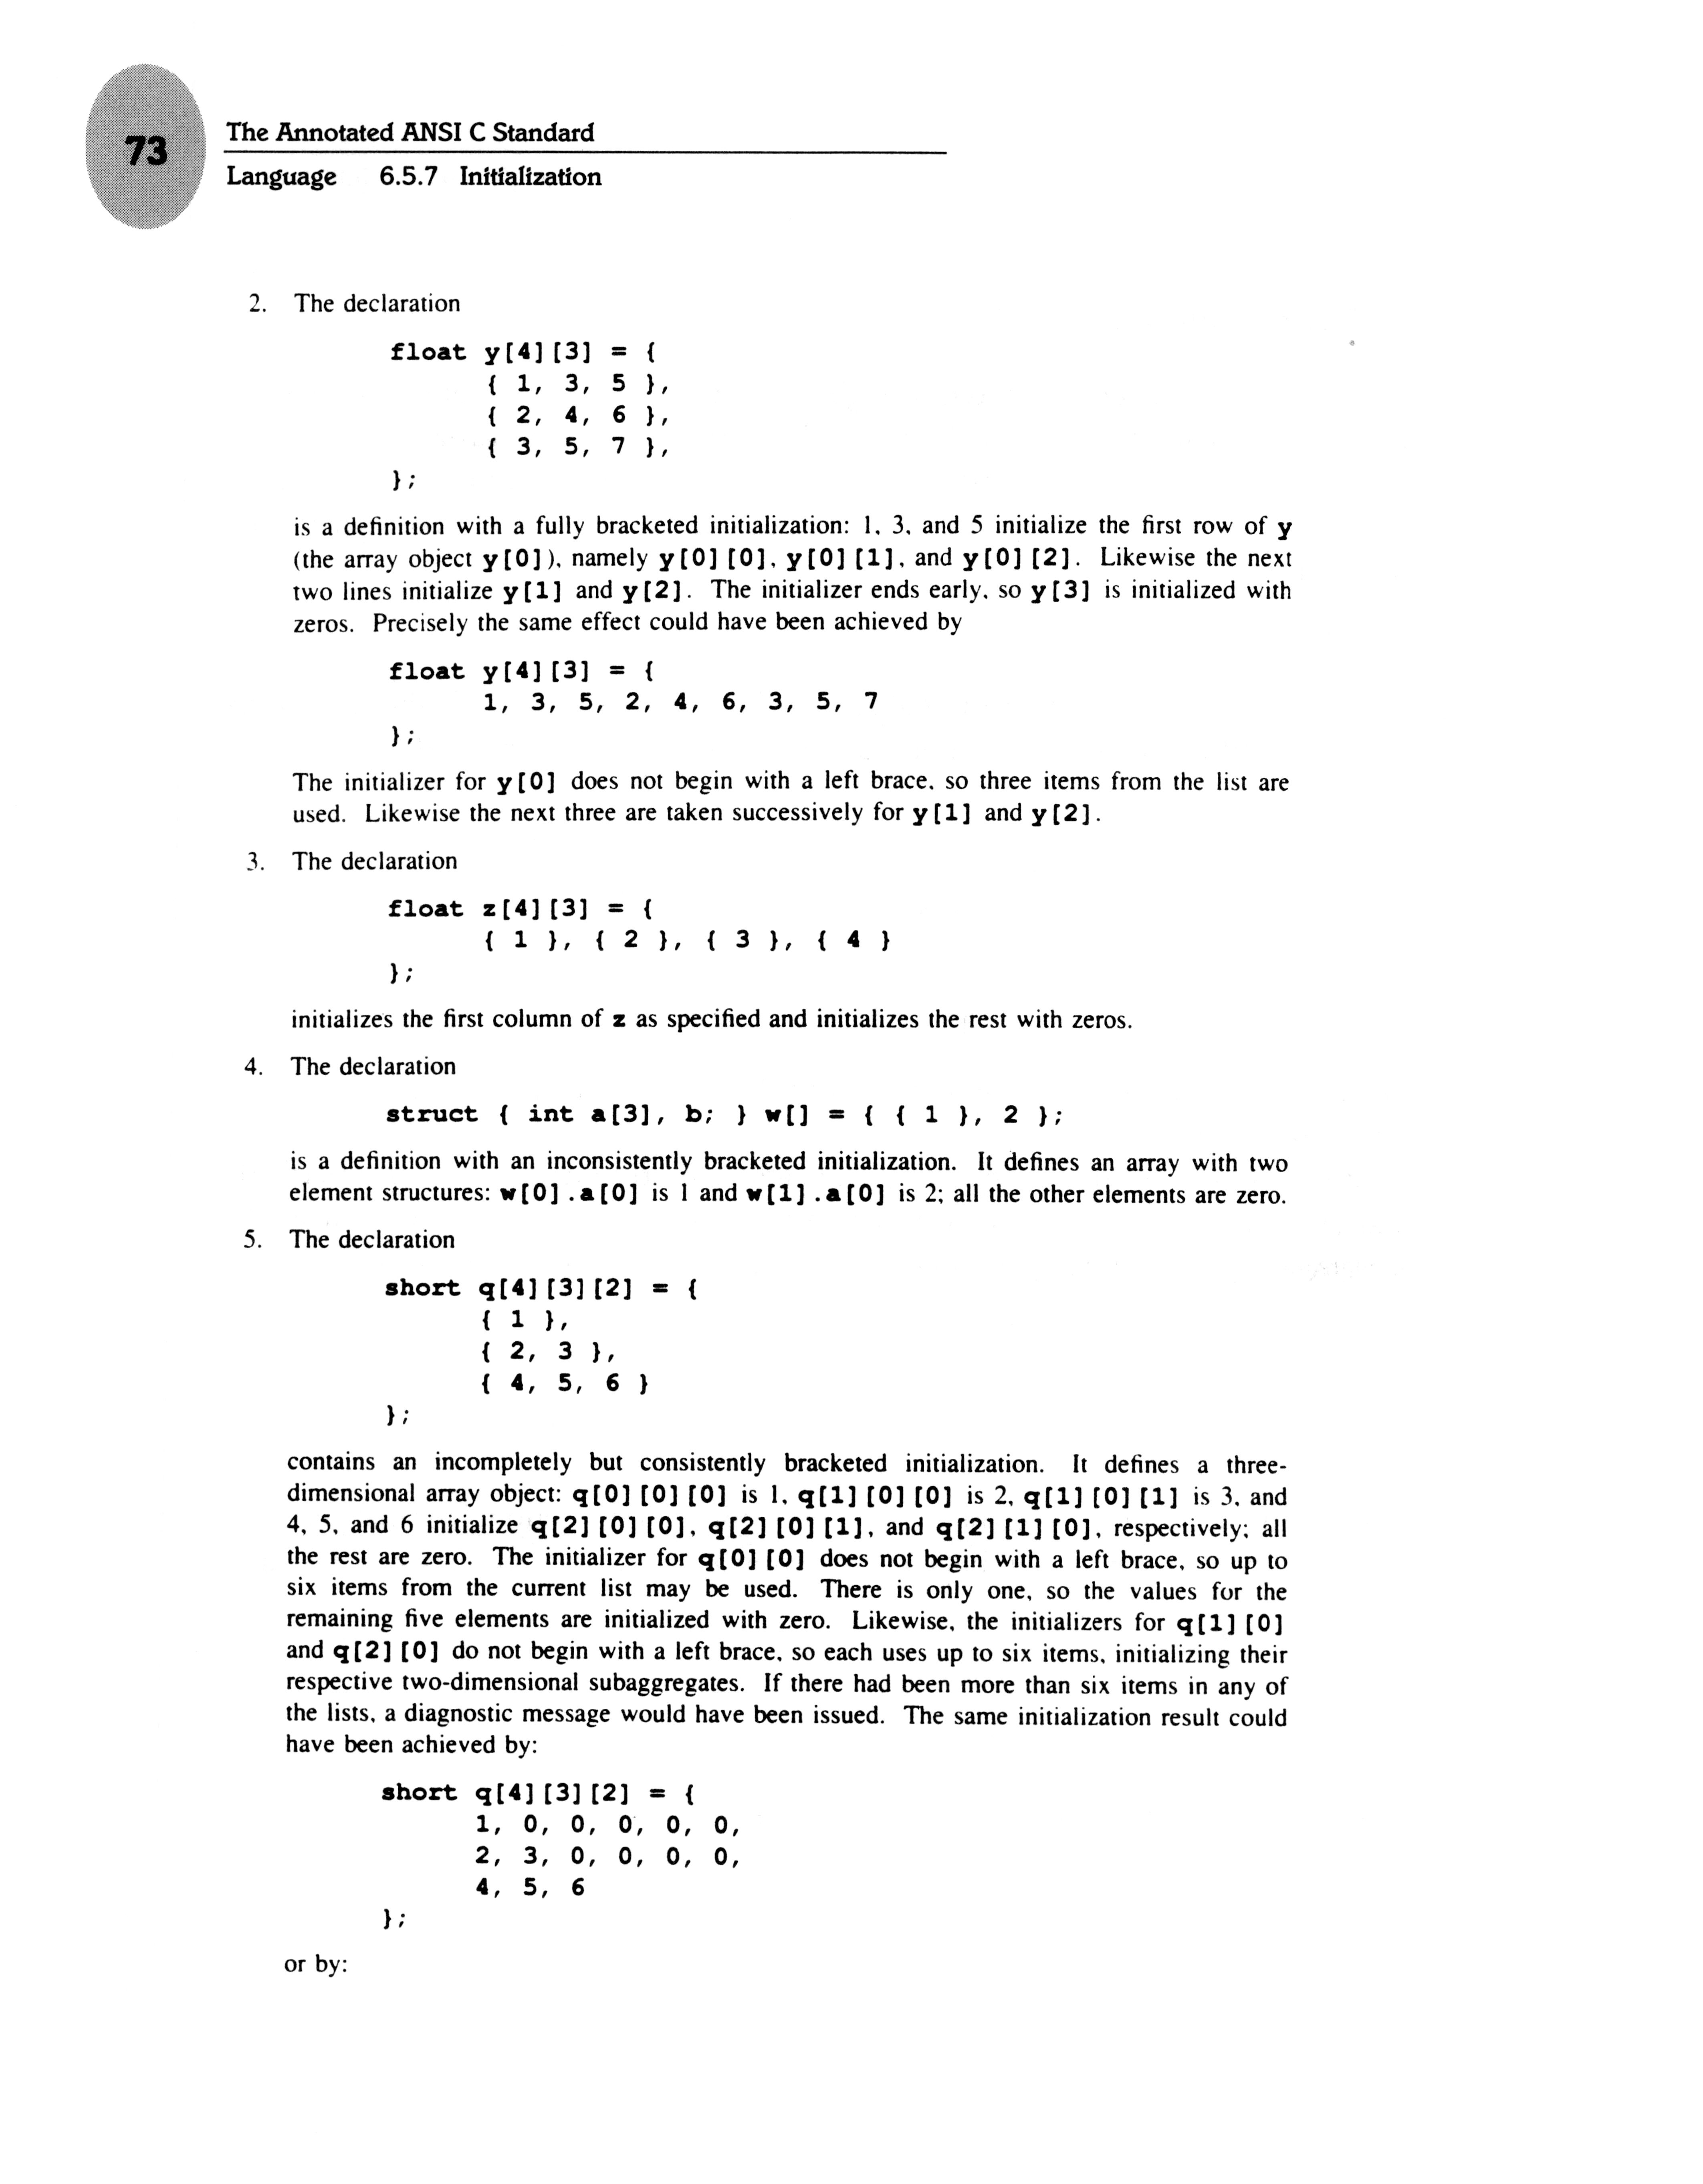 73
The Annotated ANSI C Standard
Language 6.5.7 Initialization
2. The declaration
float y[4][3] = {
{ 1, 3, 5 },
{ 2, 4, 6 },
{ 3, 5, 7 },
};
is a definition with a fully bracketed initialization: 1, 3, and 5 initialize the first row of y
(the array object y[0]), namely y[0][0], y[0][1], and y[0][2]. Likewise the next
two lines initialize y[1] and y[2]. The initializer ends early, so y[3] is initialized with
zeros. Precisely the same effect could have been achieved by
float y[4][3] = {
1, 3, 5, 2, 4, 6, 3, 5, 7
};
The initializer for y[0] does not begin with a left brace, so three items from the list are
used. Likewise the next three are taken successively for y[1] and y[2].
3. The declaration
float z[4][3] = {
{ 1 }, { 2 }, { 3 }, { 4 }
};
initializes the first column of z as specified and initializes the rest with zeros.
4. The declaration
struct { int a[3], b; } w[] = { { 1 }, 2 };
is a definition with an inconsistently bracketed initialization. It defines an array with two
element structures: w[0].a[0] is 1 and w[1].a[0] is 2; all the other elements are zero.
5. The declaration
short q[4][3][2] = {
{ 1 },
{ 2, 3 },
{ 4, 5, 6 }
};
contains an incompletely but consistently bracketed initialization. It defines a three-
dimensional array object: q[0][0][0] is 1, q[1][0][0] is 2, q[1][0][1] is 3, and
4, 5, and 6 initialize q[2][0][0], q[2][0][1], and q[2][1][0], respectively; all
the rest are zero. The initializer for q[0][0] does not begin with a left brace, so up to
six items from the current list may be used. There is only one, so the values for the
remaining five elements are initialized with zero. Likewise, the initializers for q[1][0]
and q[2][0] do not begin with a left brace, so each uses up to six items, initializing their
respective two-dimensional subaggregates. If there had been more than six items in any of
the lists, a diagnostic message would have been issued. The same initialization result could
have been achieved by:
short q[4][3][2] = {
1, 0, 0, 0, 0, 0,
2, 3, 0, 0, 0, 0,
4, 5, 6
};
or by: